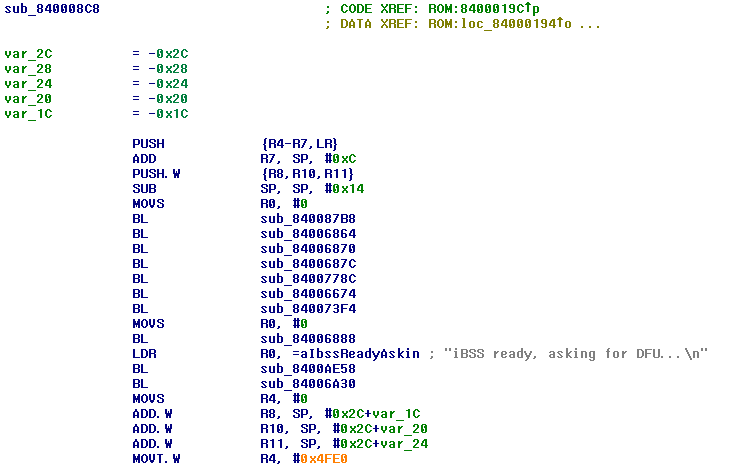 sub_840008C8 ; CODE XREF: ROM:8400019C↑p
; DATA XREF: ROM:loc_84000194↑o ...
var_2C = -0x2C
var_28 = -0x28
var_24 = -0x24
var_20 = -0x20
var_1C = -0x1C
PUSH {R4-R7,LR}
ADD R7, SP, #0xC
PUSH.W {R8,R10,R11}
SUB SP, SP, #0x14
MOVS R0, #0
BL sub_840087B8
BL sub_84006864
BL sub_84006870
BL sub_8400687C
BL sub_8400778C
BL sub_84006674
BL sub_840073F4
MOVS R0, #0
BL sub_84006888
LDR R0, =aIbssReadyAskin ; "iBSS ready, asking for DFU...\n"
BL sub_8400AE58
BL sub_84006A30
MOVS R4, #0
ADD.W R8, SP, #0x2C+var_1C
ADD.W R10, SP, #0x2C+var_20
ADD.W R11, SP, #0x2C+var_24
MOVT.W R4, #0x4FE0